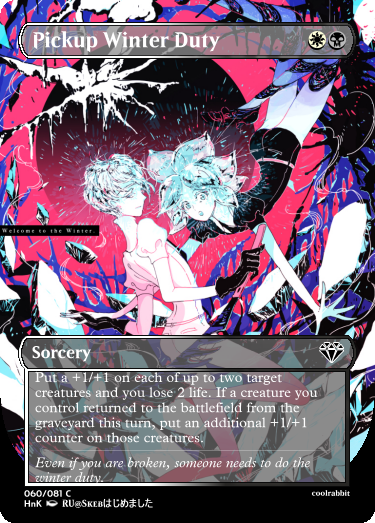 Pickup Winter Duty
Welcome to the Winter.
Sorcery
Put a +1/+1 on each of up to two target
creatures and you lose 2 life. If a creature you
control returned to the battlefield from the
graveyard this turn, put an additional +1/+1
counter on those creatures.
Even if you are broken, someone needs to do the
winter duty.
060/081 C
coolrabbit
HnK RU@SKEBはじめました